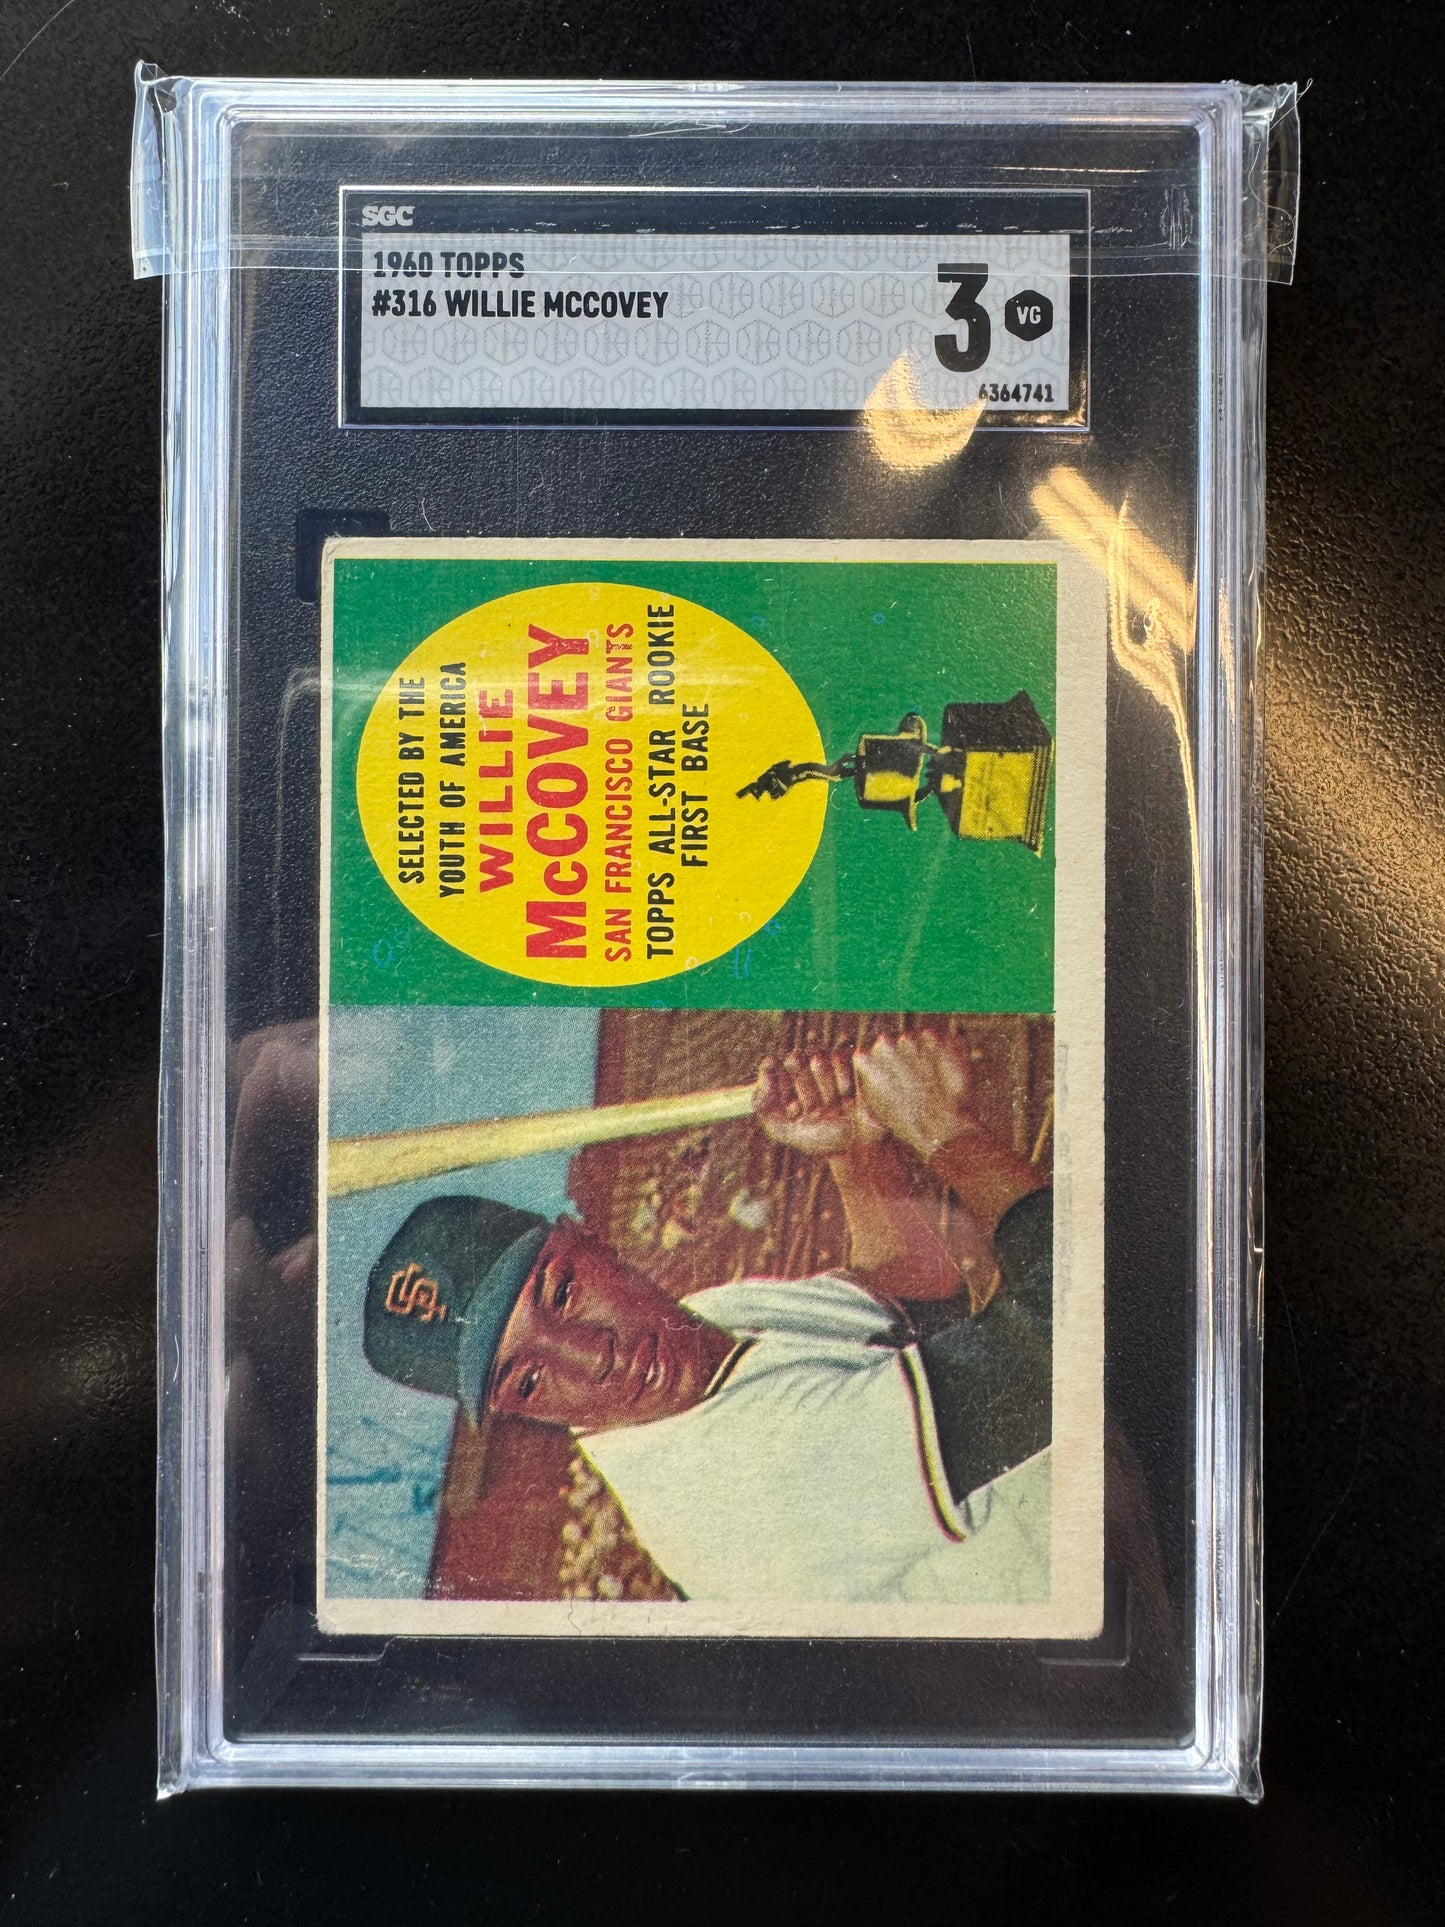 SGC
1960 TOPPS
#316 WILLIE MCCOVEY
3 VG
6364741
SELECTED BY THE
YOUTH OF AMERICA
WILLIE
McCOVEY
SAN FRANCISCO GIANTS
TOPPS ALL-STAR ROOKIE
FIRST BASE
SF